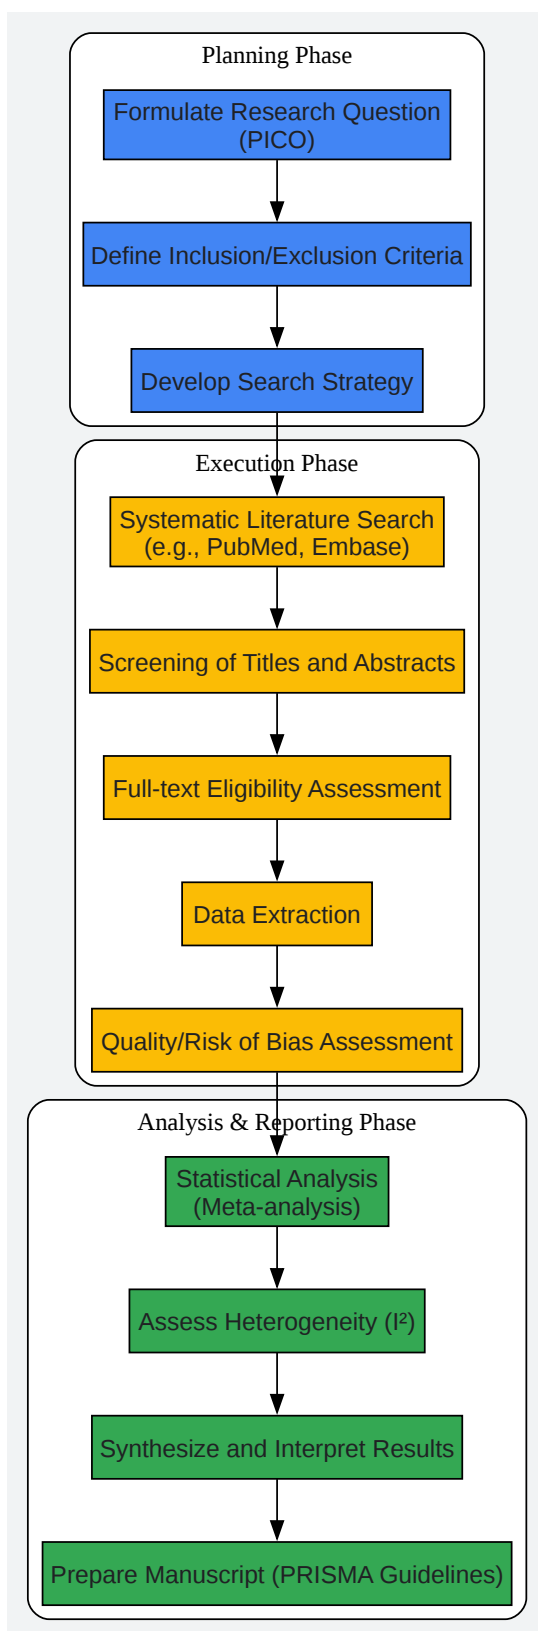 Planning Phase
Formulate Research Question
(PICO)
Define Inclusion/Exclusion Criteria
Develop Search Strategy
Execution Phase
Systematic Literature Search
(e.g., PubMed, Embase)
Screening of Titles and Abstracts
Full-text Eligibility Assessment
Data Extraction
Quality/Risk of Bias Assessment
Analysis & Reporting Phase
Statistical Analysis
(Meta-analysis)
Assess Heterogeneity (I²)
Synthesize and Interpret Results
Prepare Manuscript (PRISMA Guidelines)